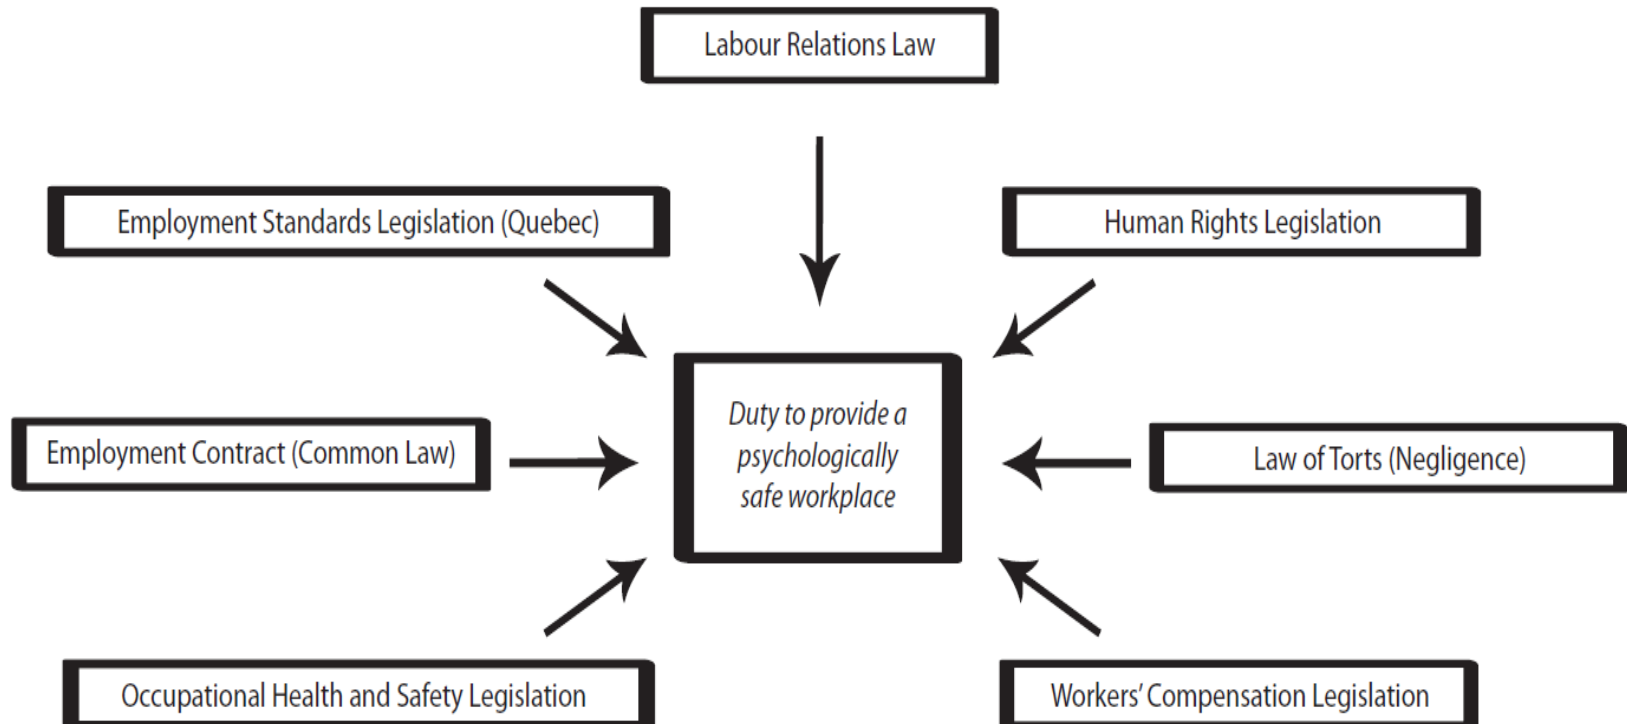 Labour Relations Law
Employment Standards Legislation (Quebec)
Human Rights Legislation
Duty to provide a
psychologically
safe workplace
Employment Contract (Common Law)
Law of Torts (Negligence)
Occupational Health and Safety Legislation
Workers' Compensation Legislation